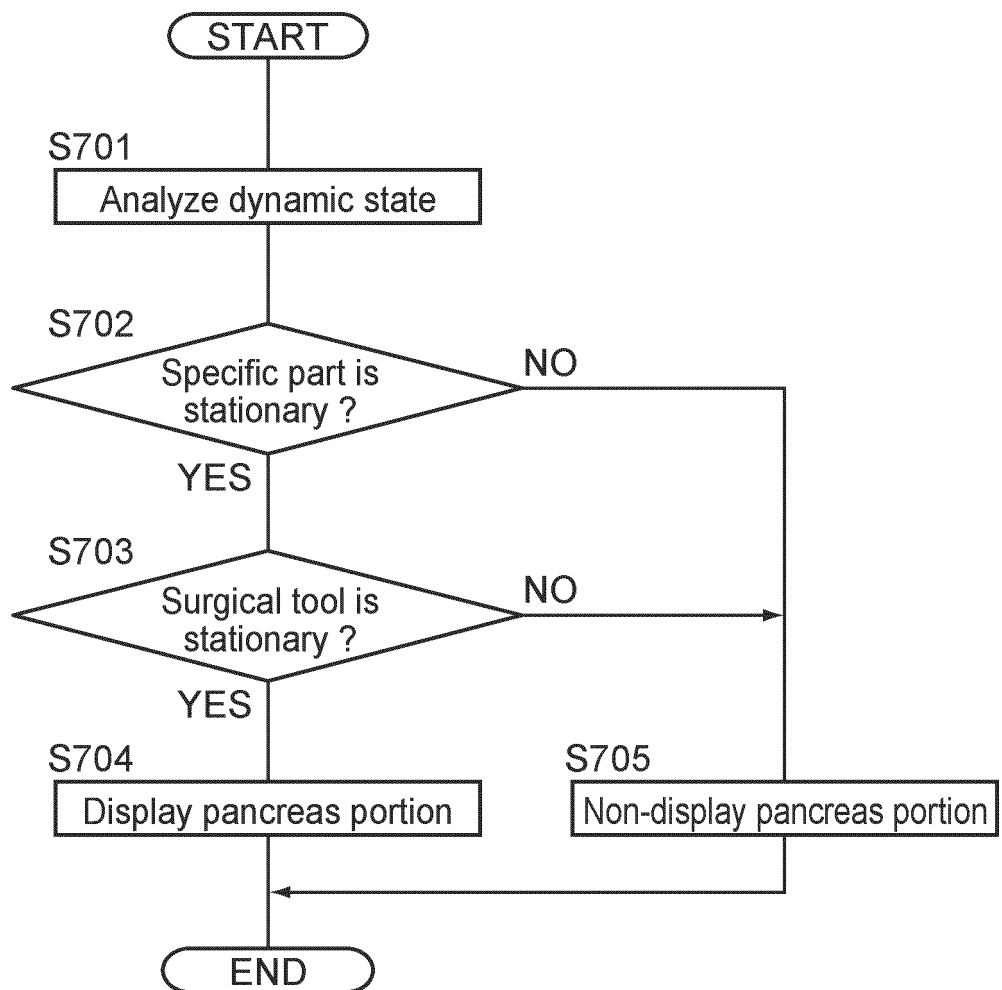 START
S701
Analyze dynamic state
S702
Specific part is
stationary ?
NO
YES
S703
Surgical tool is
stationary ?
NO
YES
S704
Display pancreas portion
S705
Non-display pancreas portion
END